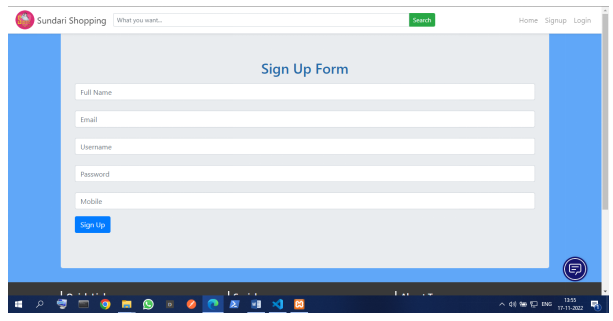 Sundari Shopping What you want... Search Home Signup Login
Sign Up Form
Full Name
Email
Username
Password
Mobile
Sign Up
ENG 13:55
17-11-2022